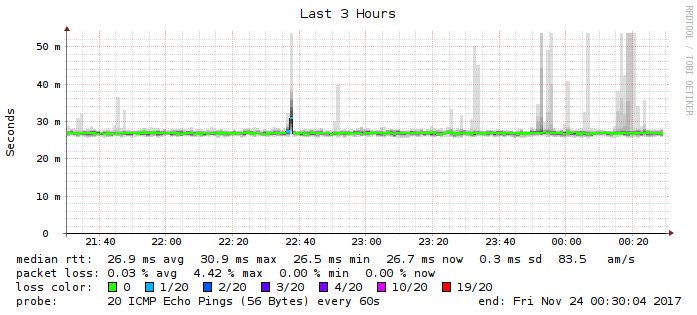 Last 3 Hours
RRDTOOL / TOBI OETIKER
Seconds
50 m
40 m
30 m
20 m
10 m
0
21:40 22:00 22:20 22:40 23:00 23:20 23:40 00:00 00:20
median rtt: 26.9 ms avg 30.9 ms max 26.5 ms min 26.7 ms now 0.3 ms sd 83.5 am/s
packet loss: 0.03 % avg 4.42 % max 0.00 % min 0.00 % now
loss color: 0 1/20 2/20 3/20 4/20 10/20 19/20
probe: 20 ICMP Echo Pings (56 Bytes) every 60s end: Fri Nov 24 00:30:04 2017